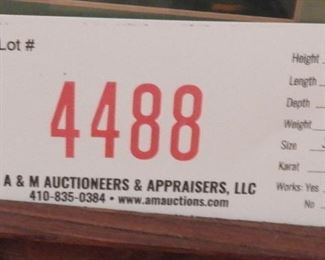 Lot #
4488
A & M AUCTIONEERS & APPRAISERS, LLC
410-835-0384 • www.amauctions.com
Height
Length
Depth
Weight
Size
Karat
Works: Yes
No